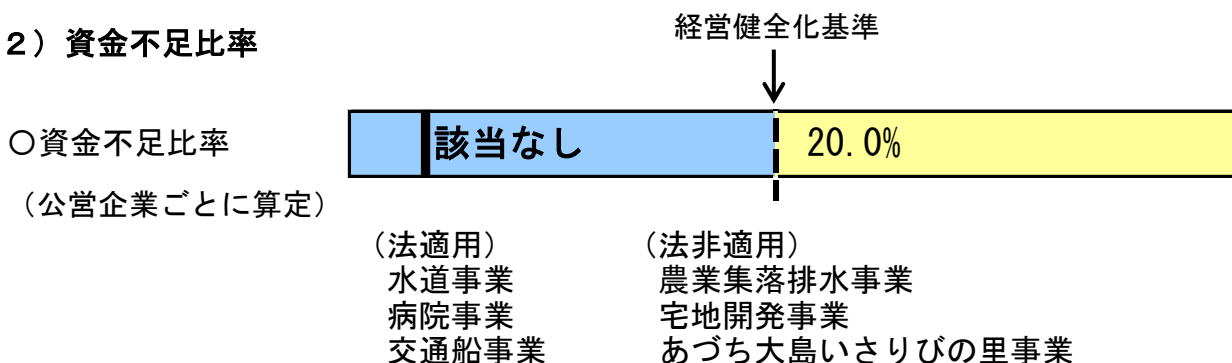 経営健全化基準
2)資金不足比率
〇資金不足比率
該当なし
20.0%
(公営企業ごとに算定)
(法適用)
水道事業
病院事業
交通船事業
(法非適用)
農業集落排水事業
宅地開発事業
あづち大島いさりびの里事業